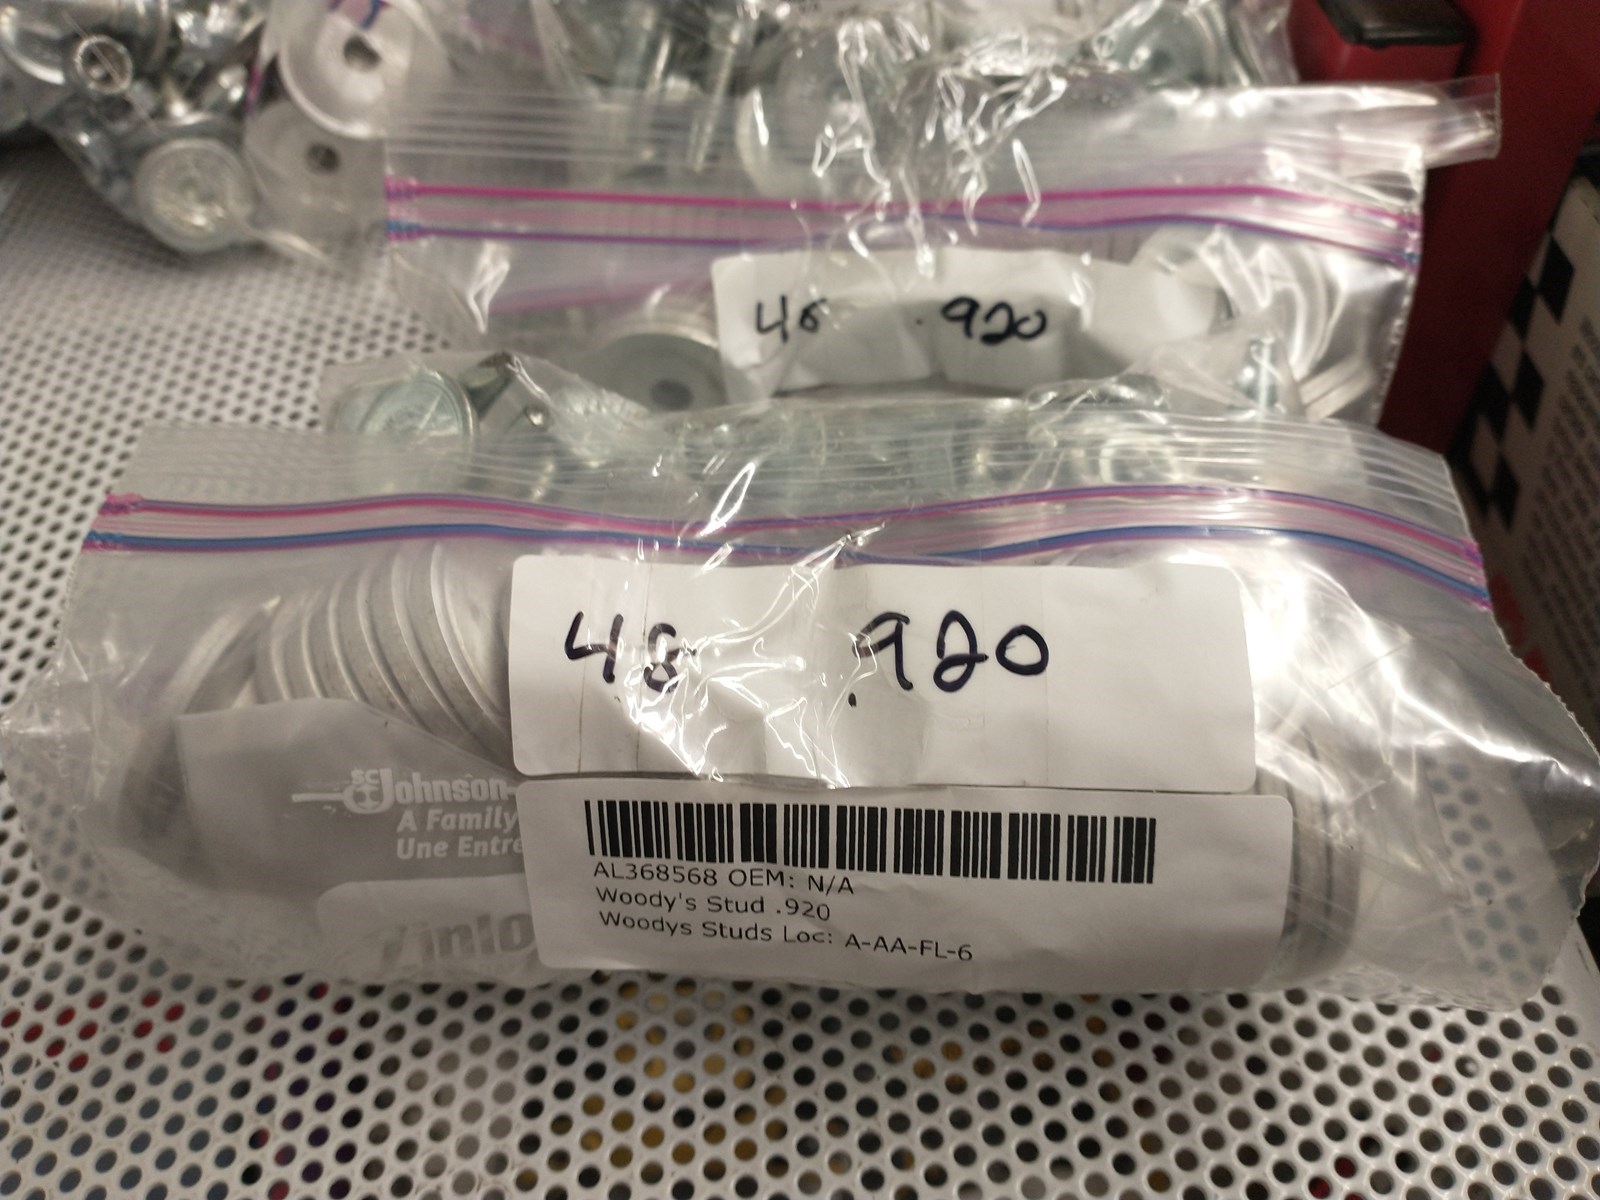 48 .920
48 .920
SC Johnson
A Family
Une Entre
AL368568 OEM: N/A
Woody's Stud .920
Woodys Studs Loc: A-AA-FL-6